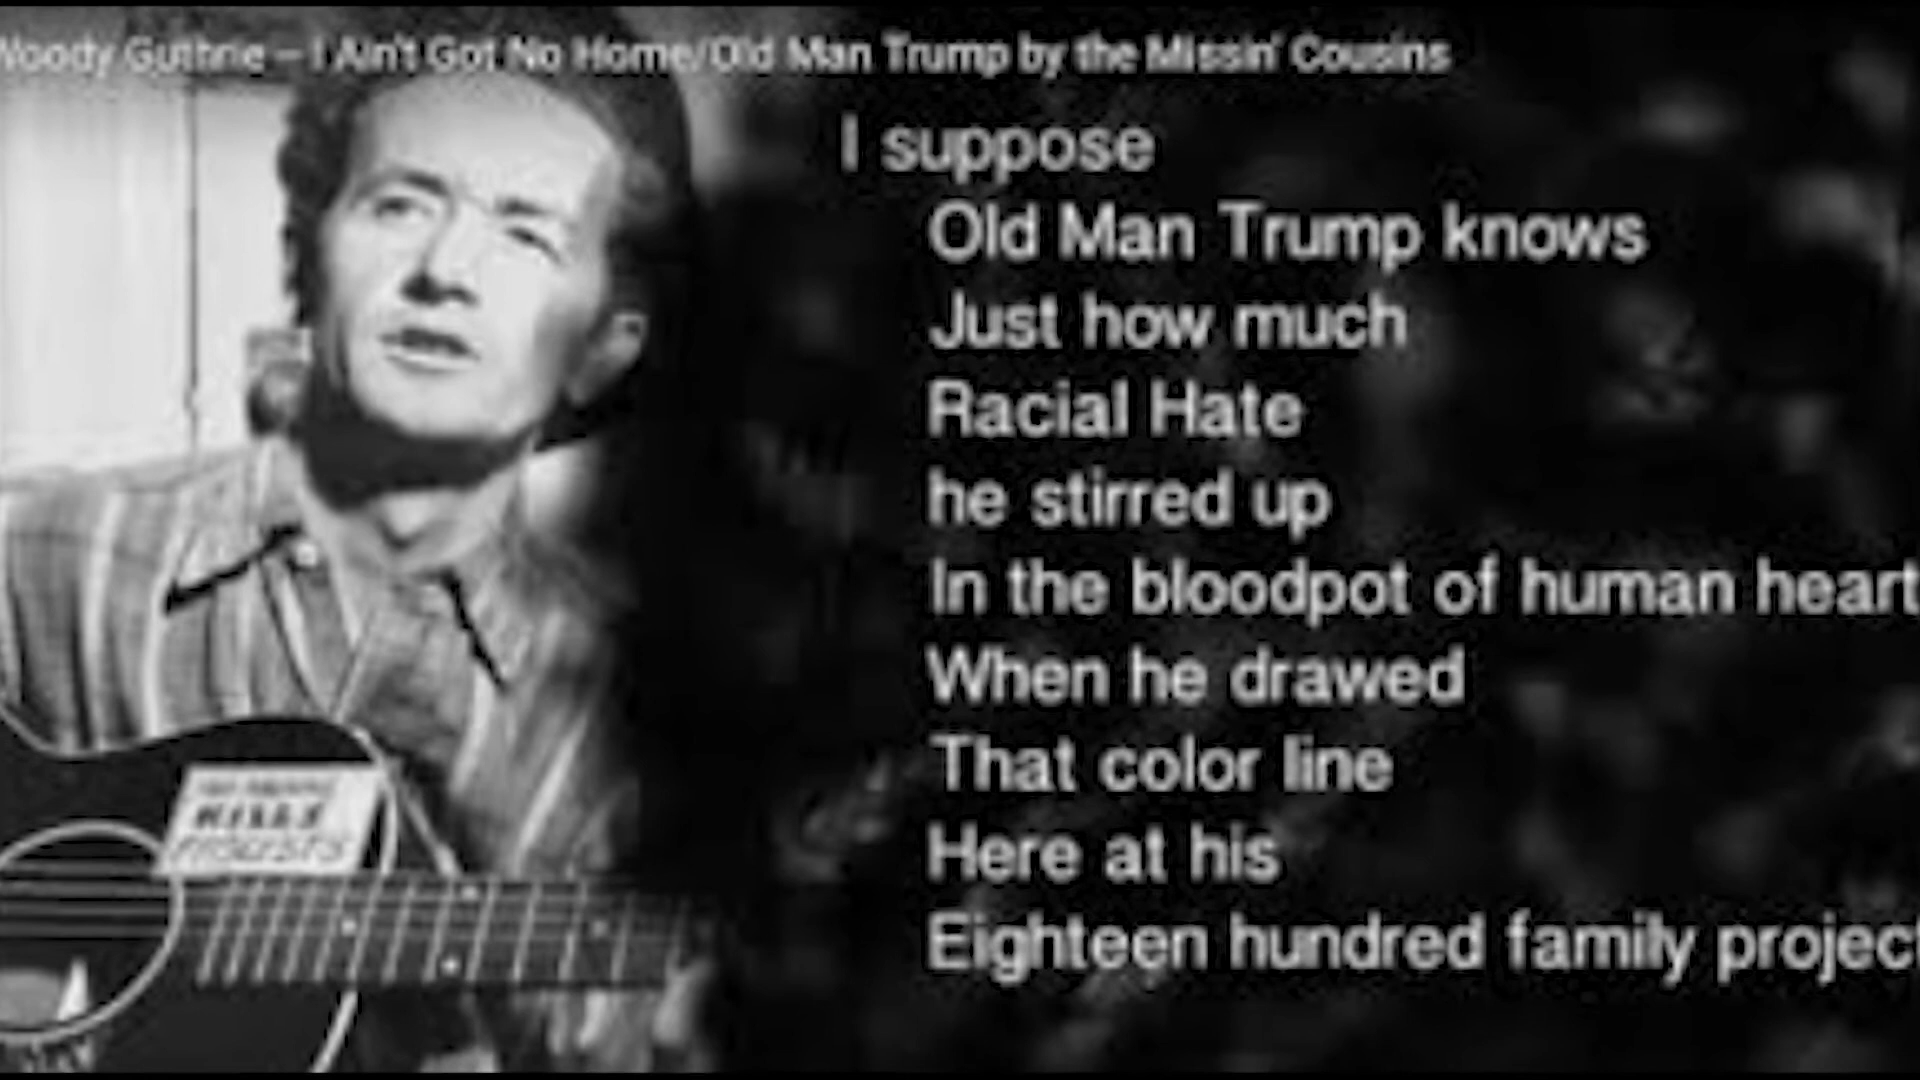 Woody Guthrie – I Ain't Got No Home/Old Man Trump by the Missin' Cousins
I suppose
Old Man Trump knows
Just how much
Racial Hate
he stirred up
In the bloodpot of human heart
When he drawed
That color line
Here at his
Eighteen hundred family project
KILLS